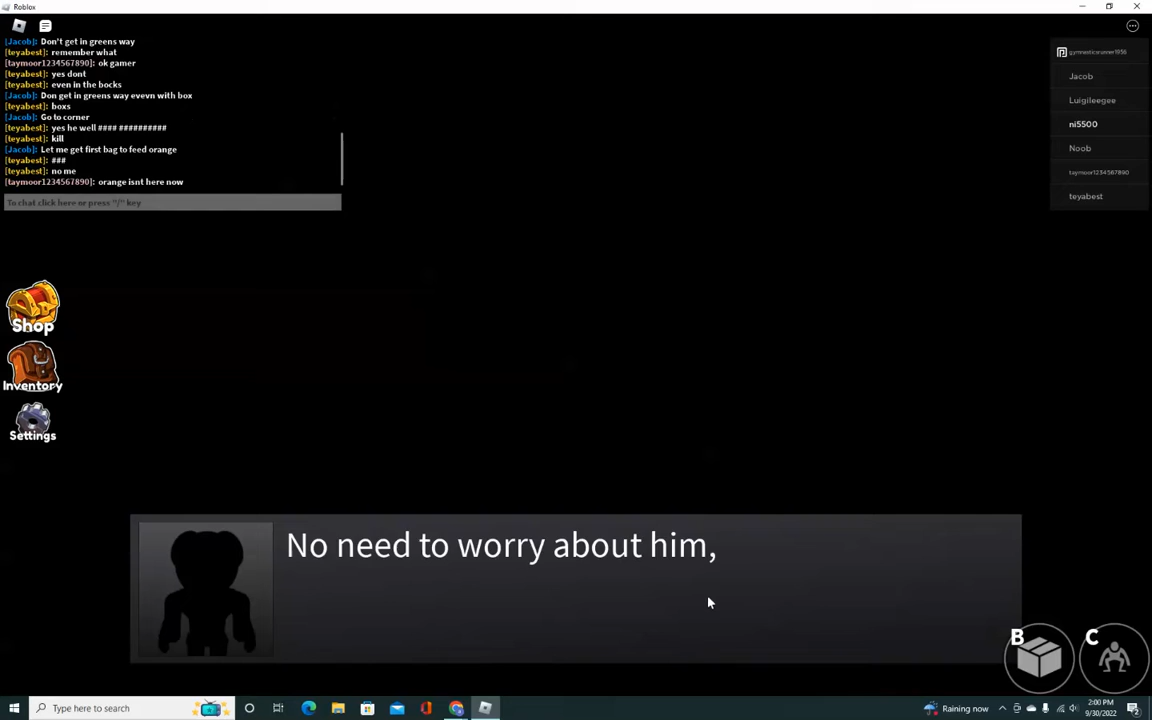 Roblox
[Jacob]: Don't get in greens way
[teyabest]: remember what
[taymoor1234567890]: ok gamer
[teyabest]: yes dont
[teyabest]: even in the bocks
[Jacob]: Don get in greens way evevn with box
[teyabest]: boxs
[Jacob]: Go to corner
[teyabest]: yes he well #### ##########
[teyabest]: kill
[Jacob]: Let me get first bag to feed orange
[teyabest]: ###
[teyabest]: no me
[taymoor1234567890]: orange isnt here now
To chat click here or press "/" key
gymnasticsrunner1956
Jacob
Luigileegee
ni5500
Noob
taymoor1234567890
teyabest
Shop
Inventory
Settings
No need to worry about him,
B
C
Type here to search
Raining now
2:00 PM
9/30/2022
2